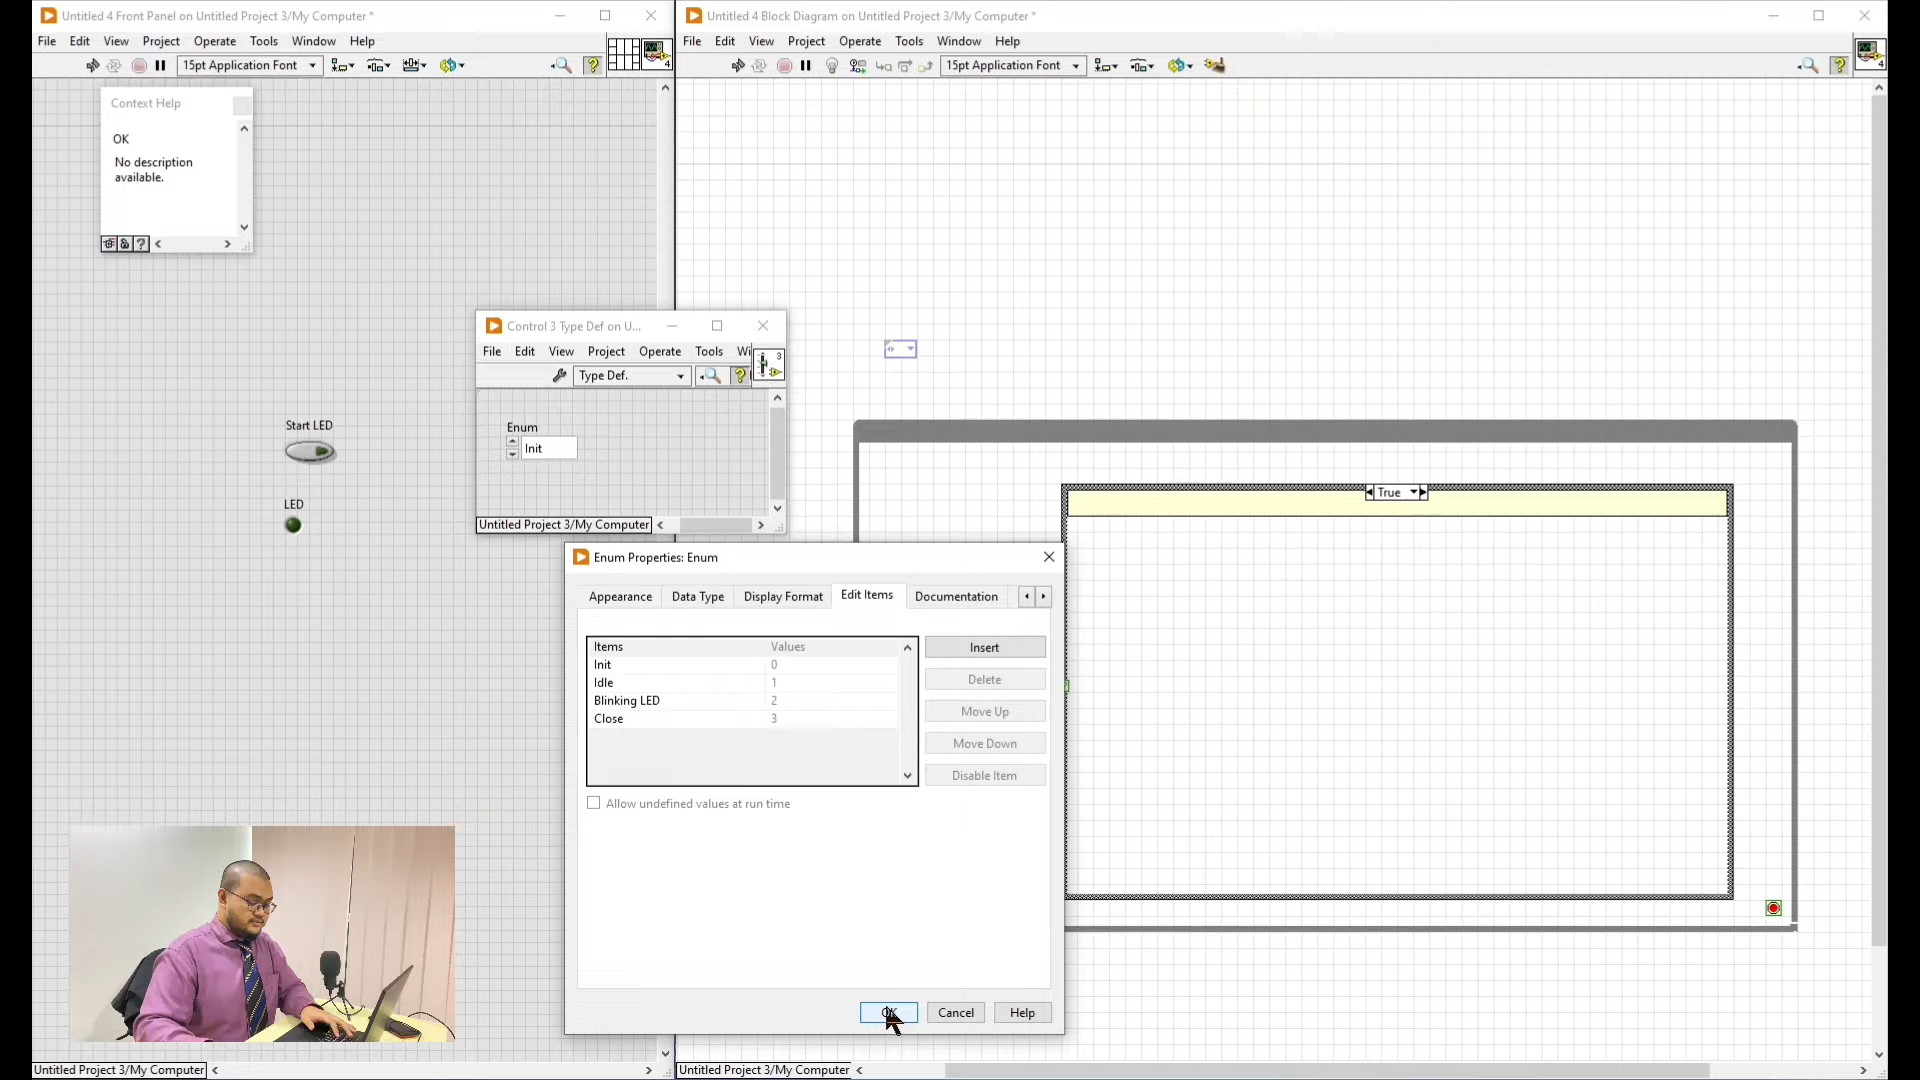 Untitled 4 Front Panel on Untitled Project 3/My Computer *
File Edit View Project Operate Tools Window Help
15pt Application Font
4
Context Help
OK
No description
available.
Start LED
LED
Untitled Project 3/My Computer
Untitled 4 Block Diagram on Untitled Project 3/My Computer *
File Edit View Project Operate Tools Window Help
15pt Application Font
4
True
Untitled Project 3/My Computer
Control 3 Type Def on U...
File Edit View Project Operate Tools Wi
Type Def.
3
Enum
Init
Untitled Project 3/My Computer
Enum Properties: Enum
Appearance Data Type Display Format Edit Items Documentation
Items Values
Init 0
Idle 1
Blinking LED 2
Close 3
Insert
Delete
Move Up
Move Down
Disable Item
Allow undefined values at run time
Cancel Help